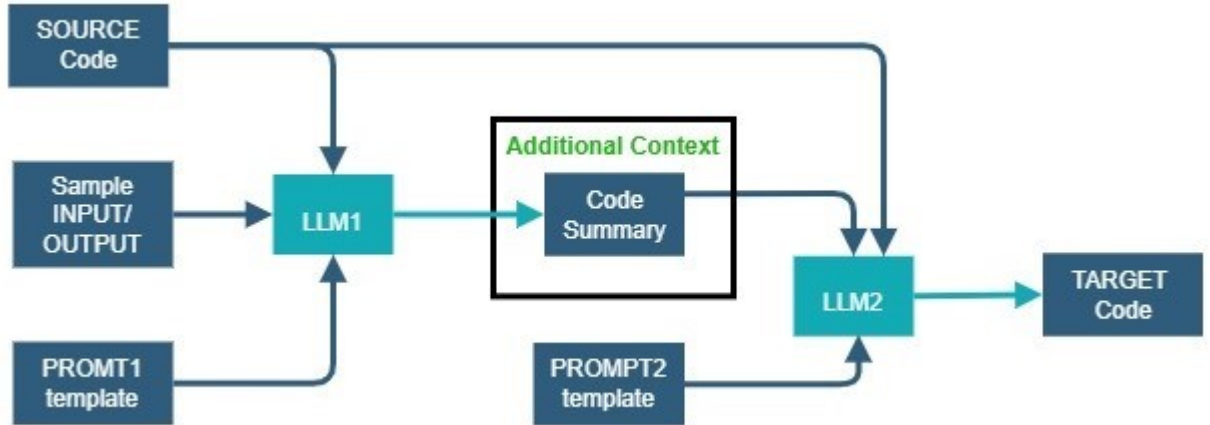 SOURCE
Code
Additional Context
Sample
INPUT/
OUTPUT
LLM1
Code
Summary
LLM2
TARGET
Code
PROMT1
template
PROMPT2
template